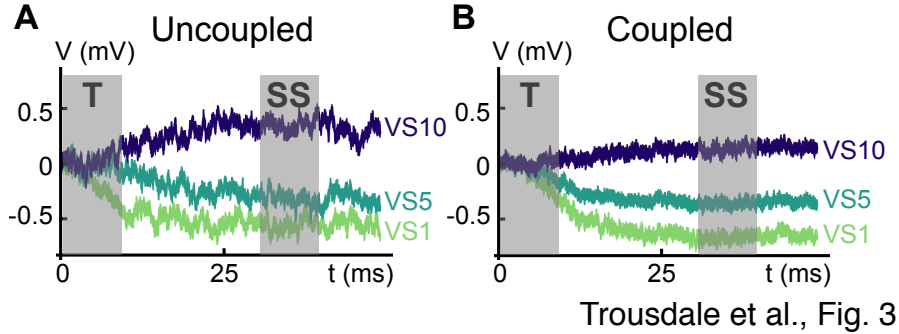 A
Uncoupled
V (mV)
T
SS
0.5
0
-0.5
VS10
VS5
VS1
0
25
t (ms)
B
Coupled
V (mV)
T
SS
0.5
0
-0.5
VS10
VS5
VS1
0
25
t (ms)
Trousdale et al., Fig. 3